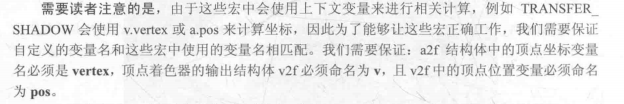 需要读者注意的是，由于这些宏中会使用上下文变量来进行相关计算，例如 TRANSFER_
SHADOW 会使用 v.vertex 或 a.pos 来计算坐标，因此为了能够让这些宏正确工作，我们需要保证
自定义的变量名和这些宏中使用的变量名相匹配。我们需要保证：a2f 结构体中的顶点坐标变量
名必须是 vertex，顶点着色器的输出结构体 v2f 必须命名为 v，且 v2f 中的顶点位置变量必须命名
为 pos。